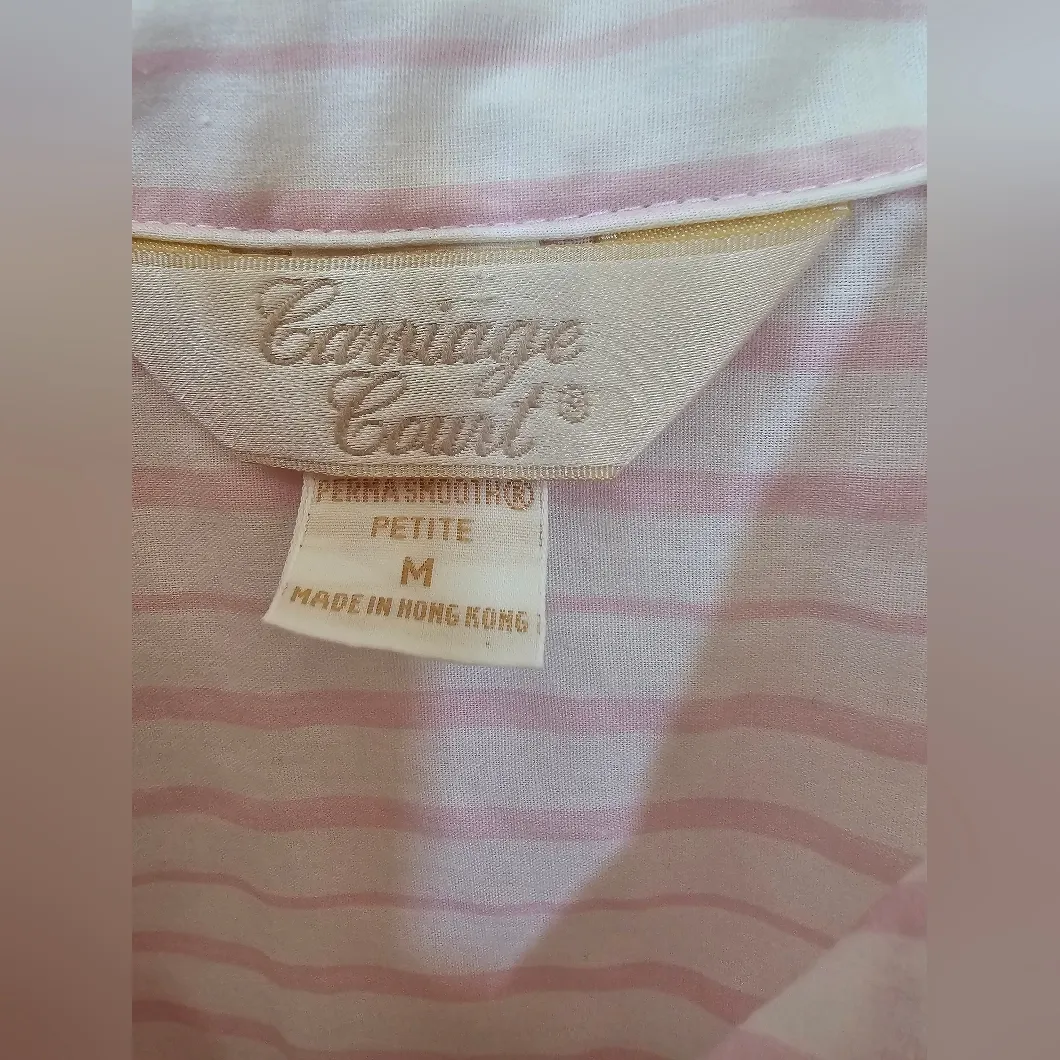 Carriage
Court®
PERMA SMOOTH®
PETITE
M
MADE IN HONG KONG